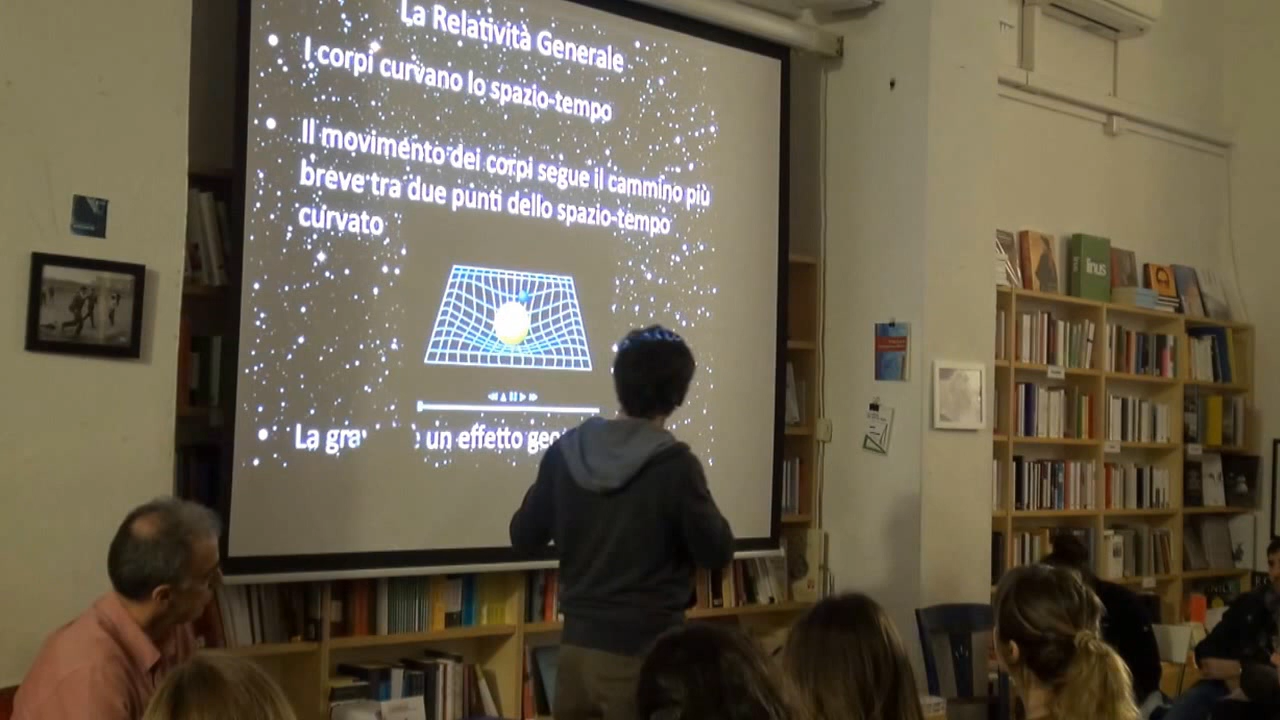 La Relatività Generale
I corpi curvano lo spazio-tempo
Il movimento dei corpi segue il cammino più
breve tra due punti dello spazio-tempo
curvato
La gra un effetto geo
linus